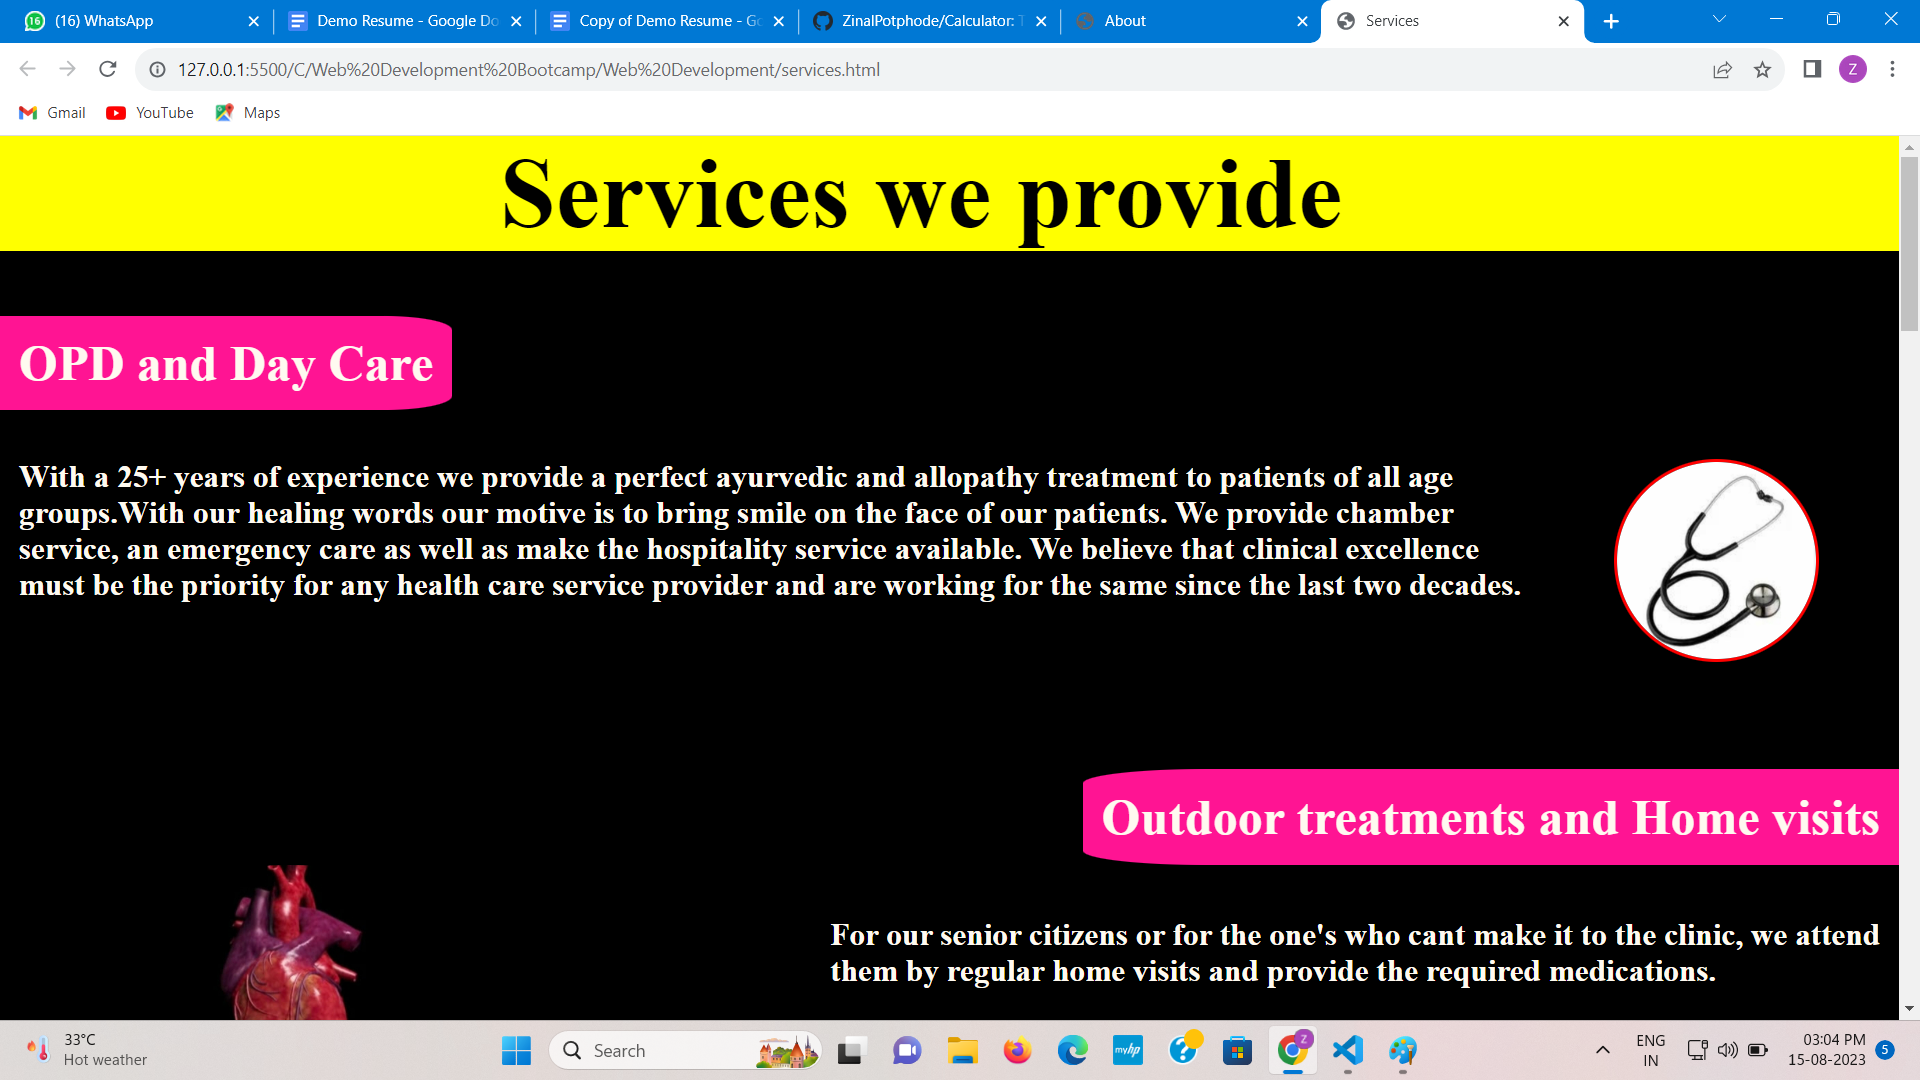 (16) WhatsApp
Demo Resume - Google Do
Copy of Demo Resume - Go
ZinalPotphode/Calculator: T
About
Services
127.0.0.1:5500/C/Web%20Development%20Bootcamp/Web%20Development/services.html
Z
Gmail
YouTube
Maps
Services we provide
OPD and Day Care
With a 25+ years of experience we provide a perfect ayurvedic and allopathy treatment to patients of all age
groups.With our healing words our motive is to bring smile on the face of our patients. We provide chamber
service, an emergency care as well as make the hospitality service available. We believe that clinical excellence
must be the priority for any health care service provider and are working for the same since the last two decades.
Outdoor treatments and Home visits
For our senior citizens or for the one's who cant make it to the clinic, we attend
them by regular home visits and provide the required medications.
33°C
Hot weather
Search
myhp
Z
ENG
IN
03:04 PM
15-08-2023
5